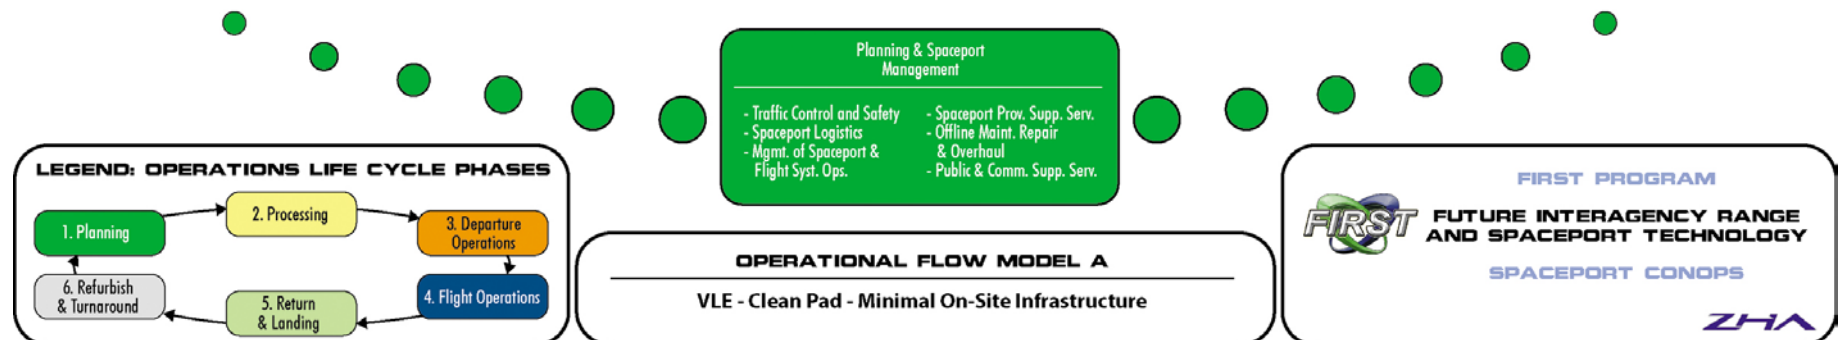 Planning & Spaceport
Management
- Traffic Control and Safety
- Spaceport Logistics
- Mgmt. of Spaceport &
Flight Syst. Ops.
- Spaceport Prov. Supp. Serv.
- Offline Maint. Repair
& Overhaul
- Public & Comm. Supp. Serv.
LEGEND: OPERATIONS LIFE CYCLE PHASES
1. Planning
2. Processing
3. Departure
Operations
4. Flight Operations
5. Return
& Landing
6. Refurbish
& Turnaround
OPERATIONAL FLOW MODEL A
VLE - Clean Pad - Minimal On-Site Infrastructure
FIRST PROGRAM
FIRST
FUTURE INTERAGENCY RANGE
AND SPACEPORT TECHNOLOGY
SPACEPORT CONOPS
ZHA